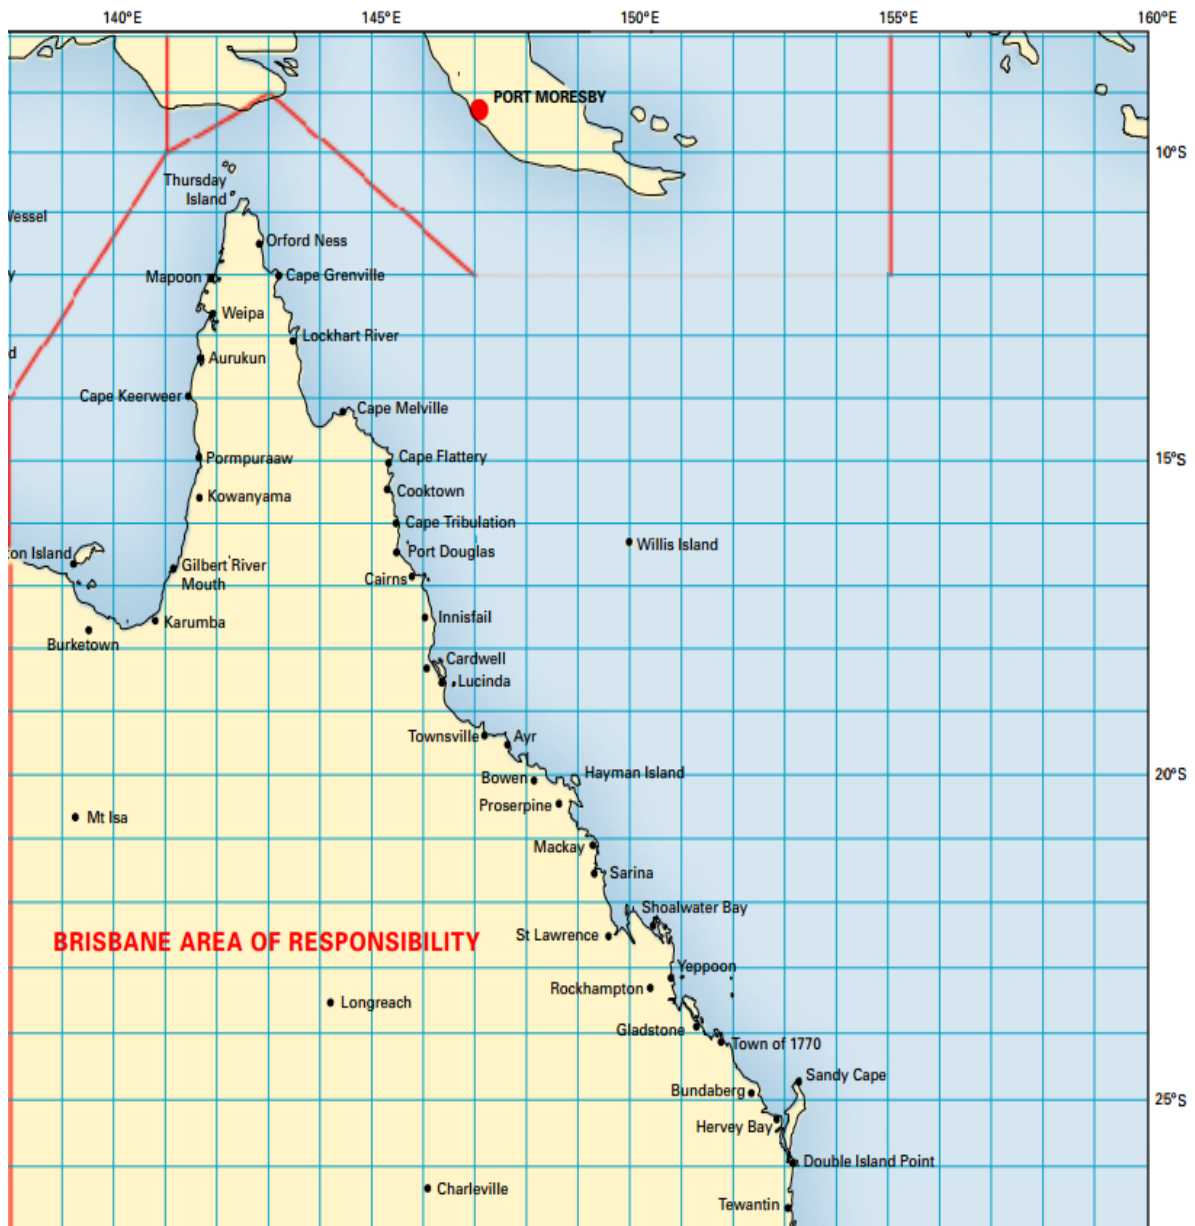 140°E
145°E
150°E
155°E
160°E
PORT MORESBY
10°S
Thursday
Island
Vessel
Orford Ness
Mapoon
Cape Grenville
Weipa
Lockhart River
Aurukun
Cape Keerweer
Cape Melville
Pormpuraaw
Cape Flattery
15°S
Kowanyama
Cooktown
Cape Tribulation
Willis Island
ton Island
Port Douglas
Gilbert River
Mouth
Cairns
Karumba
Innisfail
Burketown
Cardwell
Lucinda
Townsville
Ayr
Bowen
Hayman Island
20°S
Proserpine
Mt Isa
Mackay
Sarina
Shoalwater Bay
St Lawrence
BRISBANE AREA OF RESPONSIBILITY
Yeppoon
Rockhampton
Longreach
Gladstone
Town of 1770
Sandy Cape
Bundaberg
25°S
Hervey Bay
Double Island Point
Charleville
Tewantin